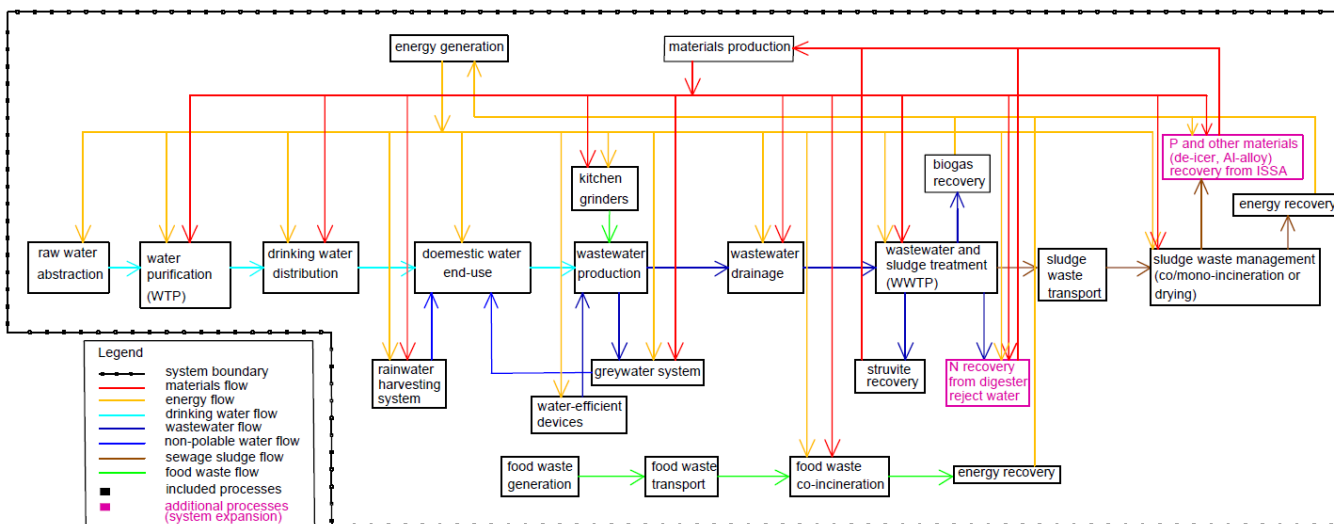 energy generation
materials production
P and other materials
(de-icer, Al-alloy)
recovery from ISSA
biogas
recovery
kitchen
grinders
energy recovery
raw water
abstraction
water
purification
(WTP)
drinking water
distribution
doemestic water
end-use
wastewater
production
wastewater
drainage
wastewater and
sludge treatment
(WWTP)
sludge
waste
transport
sludge waste management
(co/mono-incineration or
drying)
Legend
system boundary
materials flow
energy flow
drinking water flow
wastewater flow
non-polable water flow
sewage sludge flow
food waste flow
included processes
additional processes
(system expansion)
rainwater
harvesting
system
greywater system
water-efficient
devices
struvite
recovery
N recovery
from digester
reject water
food waste
generation
food waste
transport
food waste
co-incineration
energy recovery